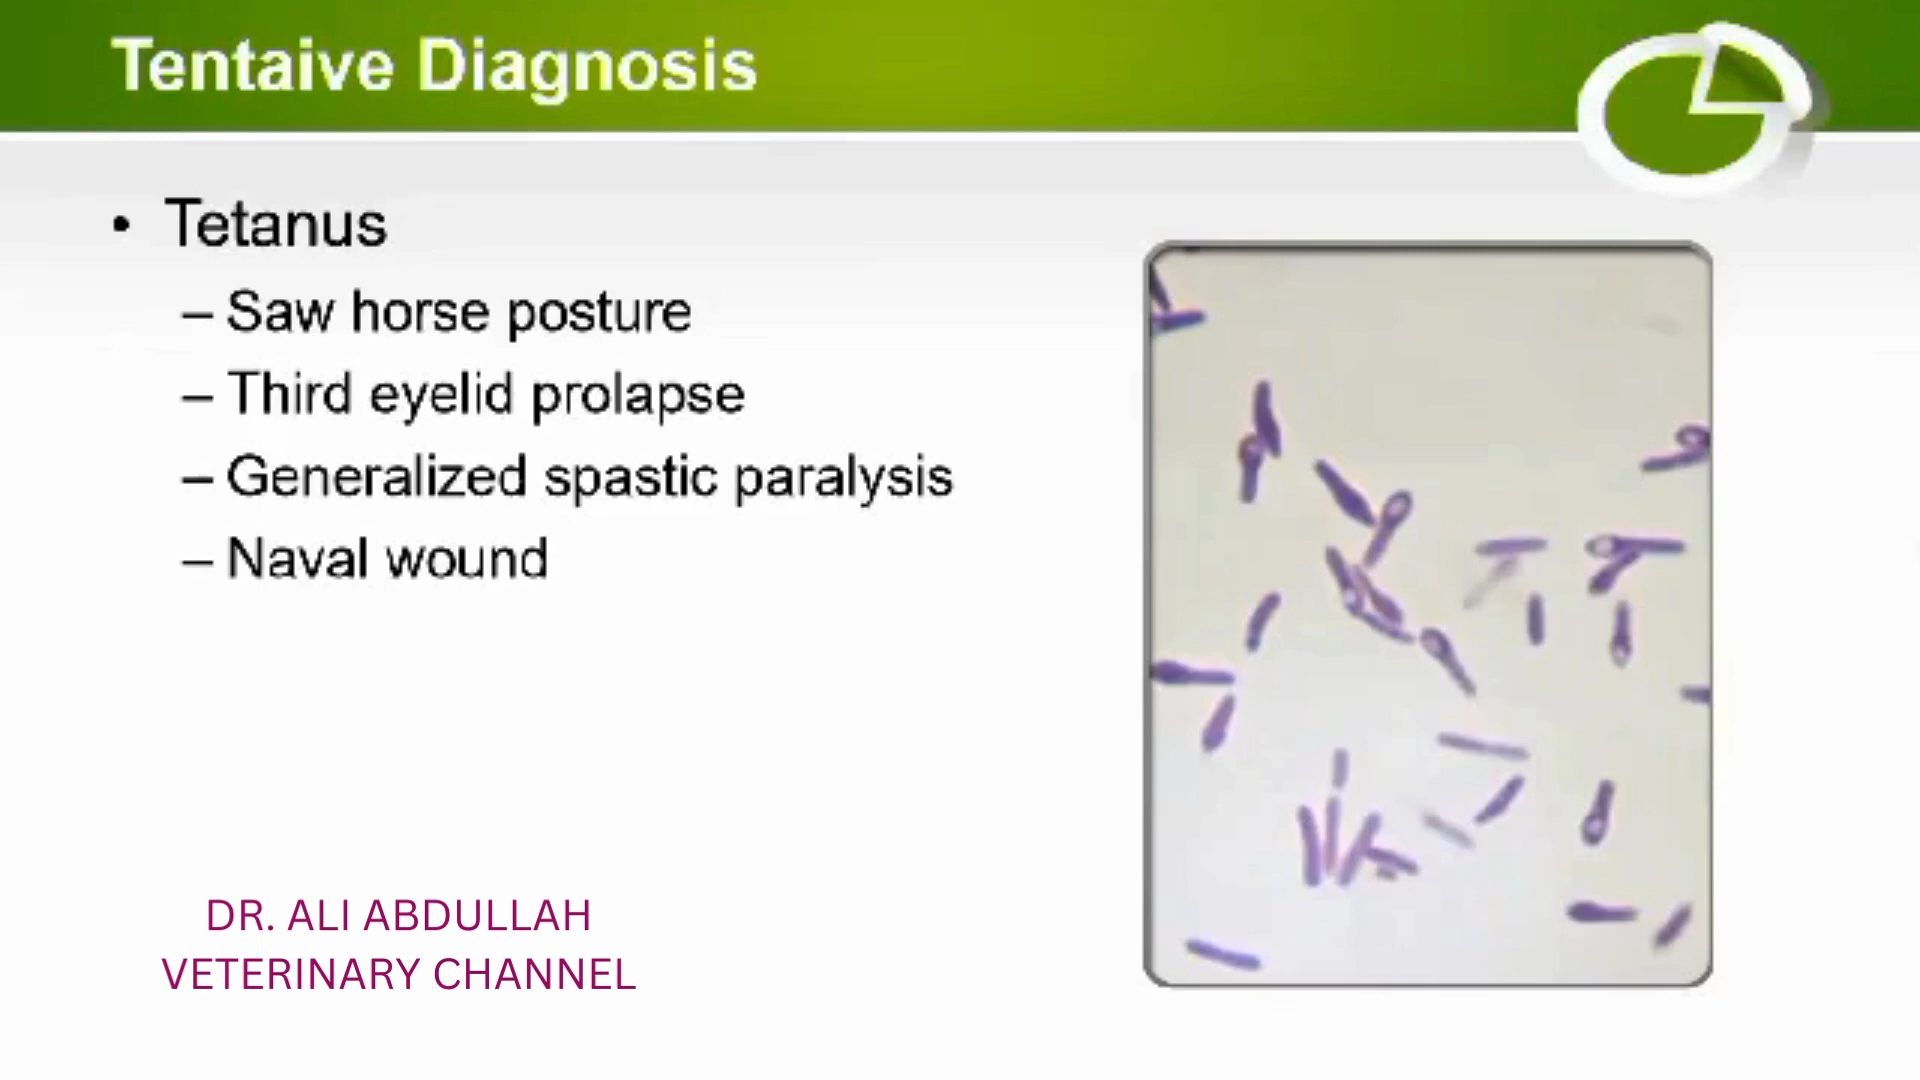 Tentaive Diagnosis
• Tetanus
– Saw horse posture
– Third eyelid prolapse
– Generalized spastic paralysis
– Naval wound
DR. ALI ABDULLAH
VETERINARY CHANNEL